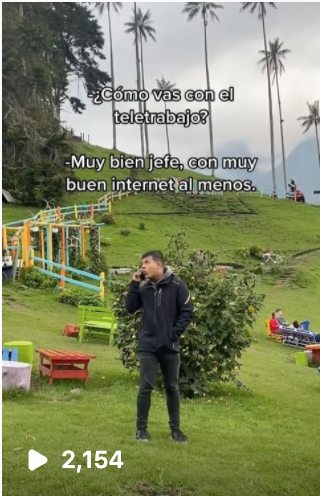 -¿Cómo vas con el
teletrabajo?
-Muy bien jefe, con muy
buen internet al menos.
2,154